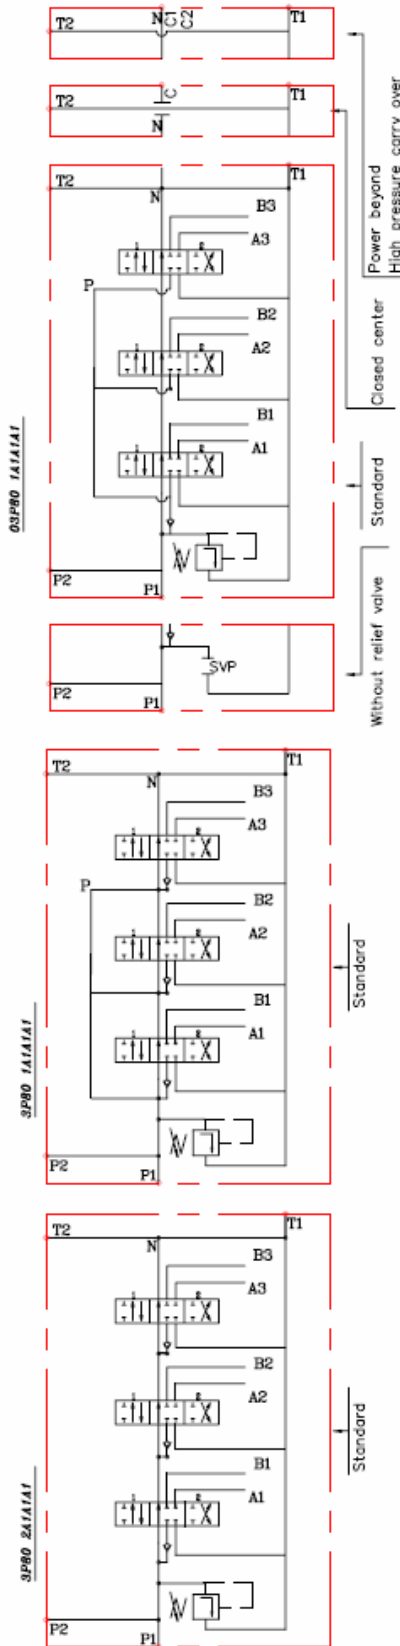 T2
N
C1
C2
T1
T2
C
N
T1
T2
N
T1
B3
A3
P
B2
A2
B1
A1
P2
P1
03P80 1A1A1A1
Power beyond
High pressure carry over
Closed center
Standard
P2
P1
SVP
Without relief valve
T2
N
T1
B3
A3
P
B2
A2
B1
A1
P2
P1
3P80 1A1A1A1
Standard
T2
N
T1
B3
A3
B2
A2
B1
A1
P2
P1
3P80 2A1A1A1
Standard